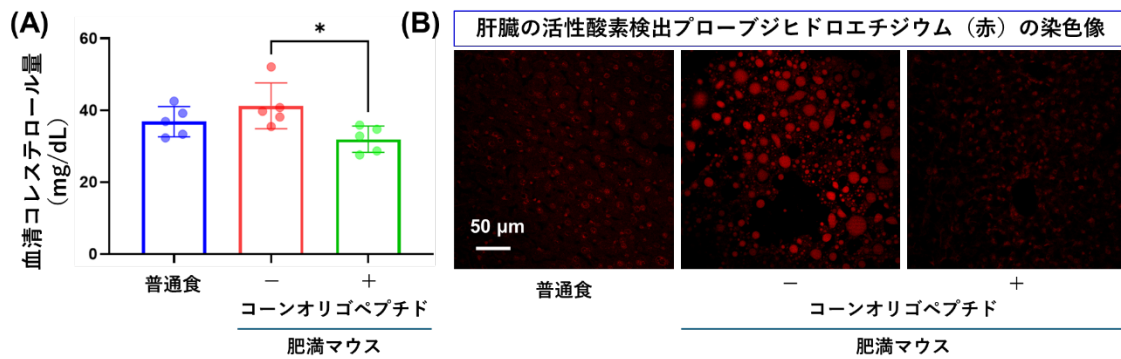 (A)
血清コレステロール量
(mg/dL)
60
40
20
0
*
普通食
－
＋
コーンオリゴペプチド
肥満マウス
(B)
肝臓の活性酸素検出プローブジヒドロエチジウム（赤）の染色像
50 μm
普通食
－
＋
コーンオリゴペプチド
肥満マウス